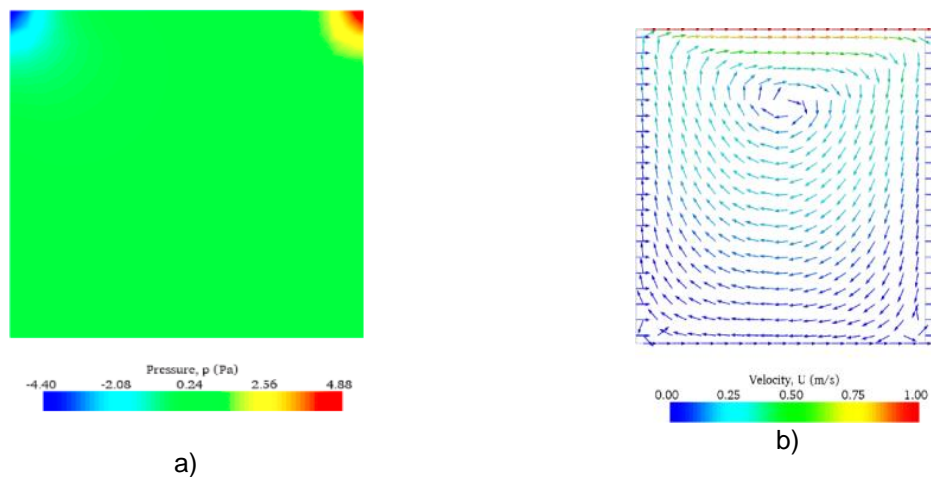 Pressure, p (Pa)
-4.40 -2.08 0.24 2.56 4.88
a)
Velocity, U (m/s)
0.00 0.25 0.50 0.75 1.00
b)